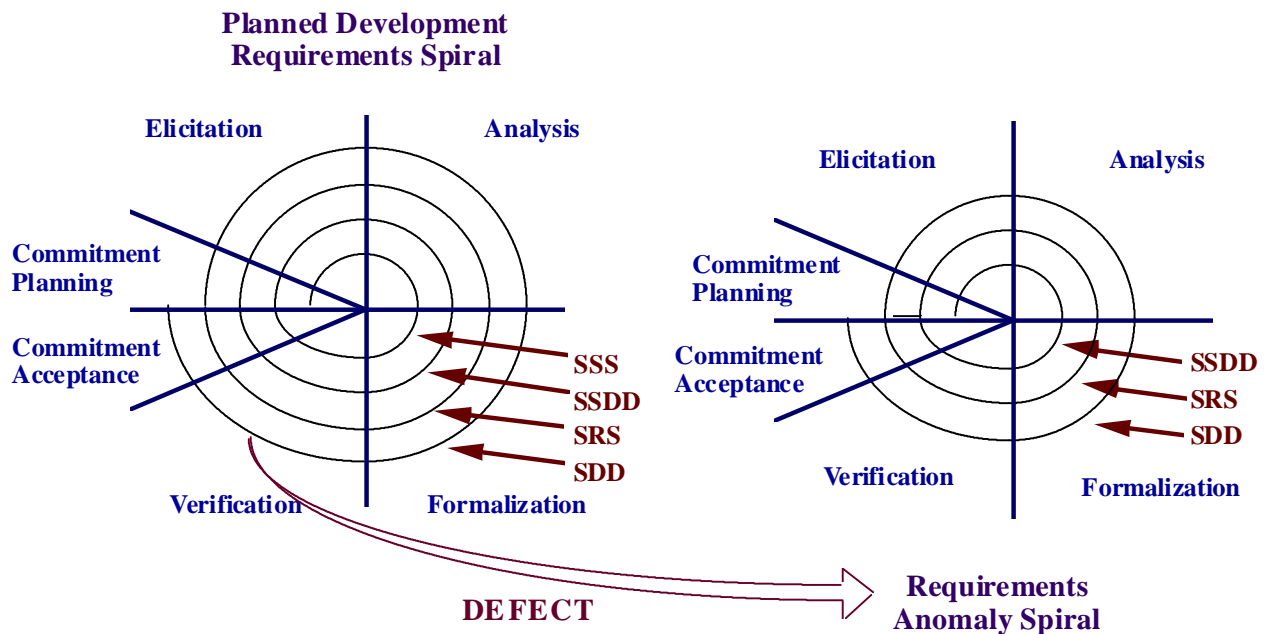 Planned Development
Requirements Spiral
Elicitation
Analysis
Commitment
Planning
Commitment
Acceptance
SSS
SSDD
SRS
SDD
Verification
Formalization
DEFECT
Elicitation
Analysis
Commitment
Planning
Commitment
Acceptance
SSDD
SRS
SDD
Verification
Formalization
Requirements
Anomaly Spiral